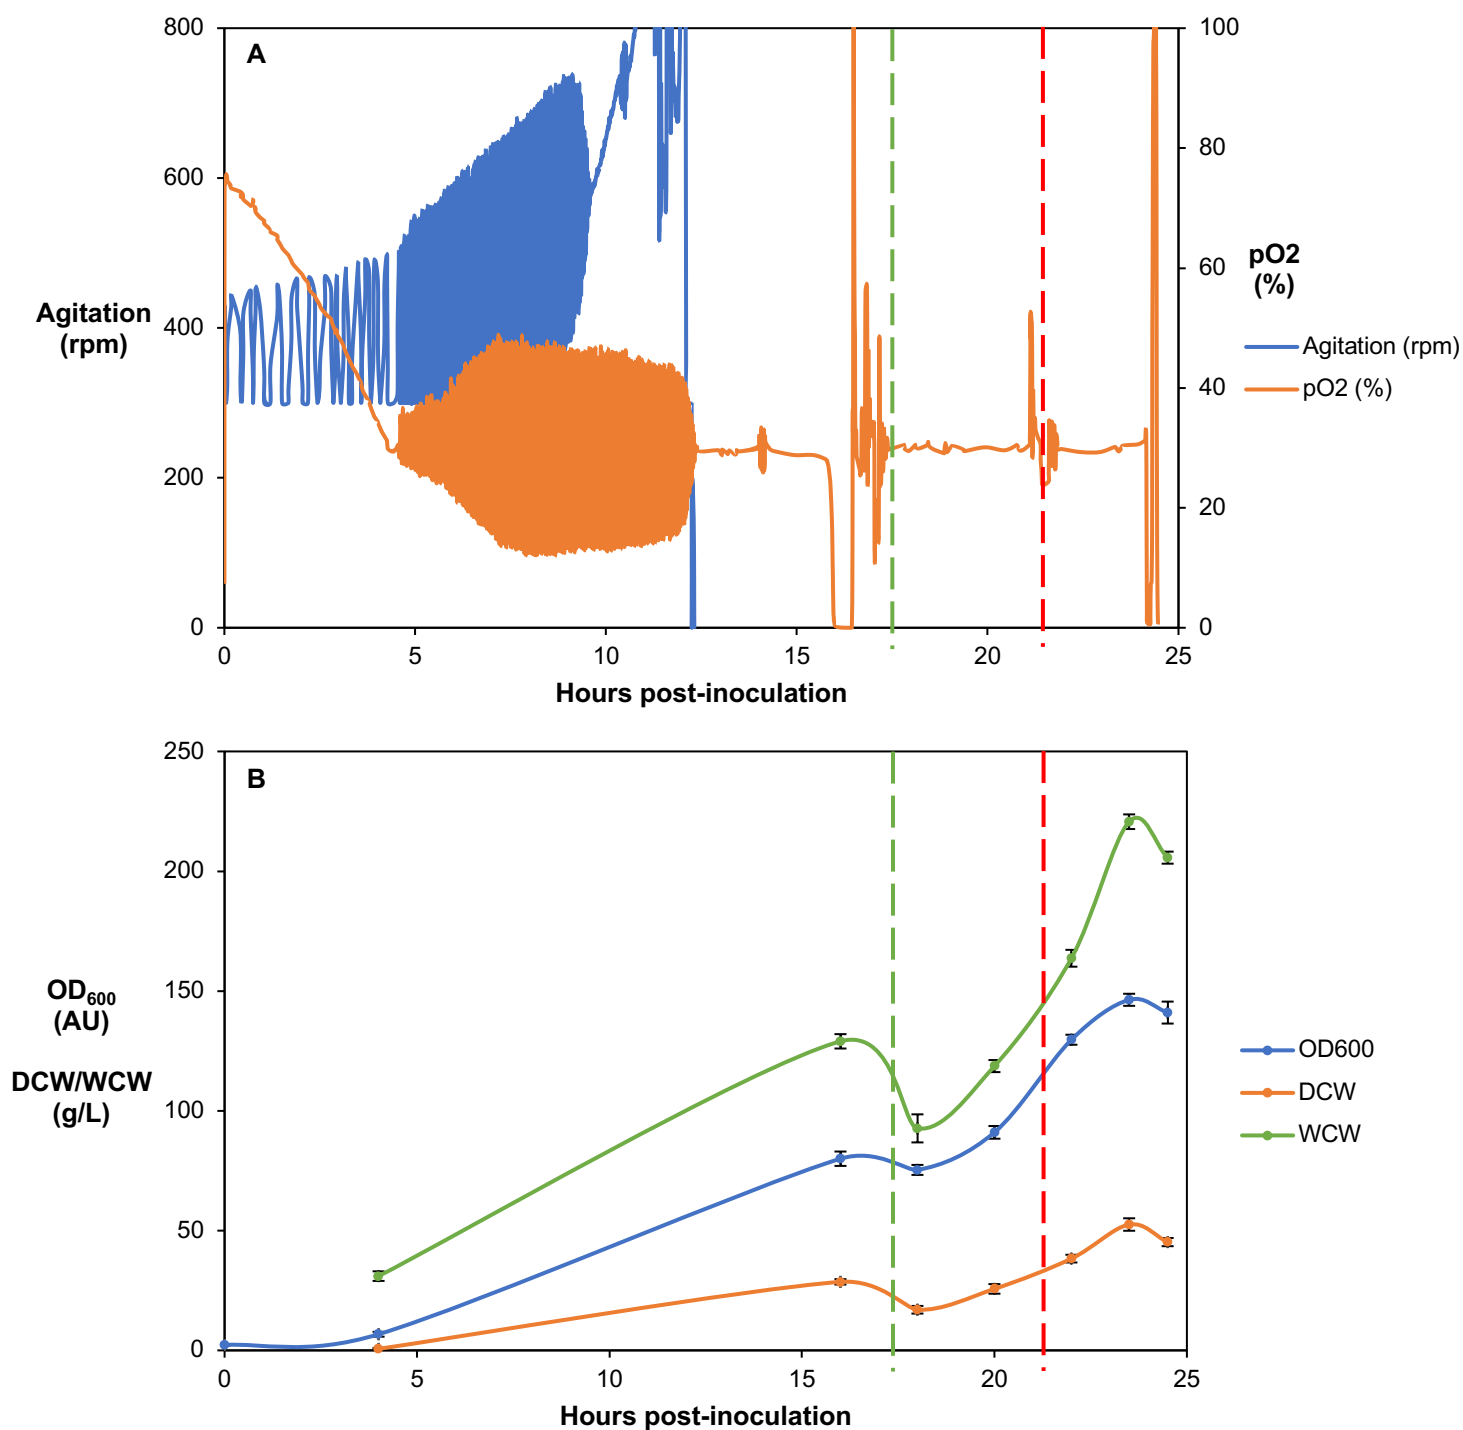 A
800
600
400
200
0
Agitation
(rpm)
100
80
60
40
20
0
pO2
(%)
0 5 10 15 20 25
Hours post-inoculation
Agitation (rpm)
pO2 (%)
B
250
200
150
100
50
0
OD600
(AU)
DCW/WCW
(g/L)
0 5 10 15 20 25
Hours post-inoculation
OD600
DCW
WCW